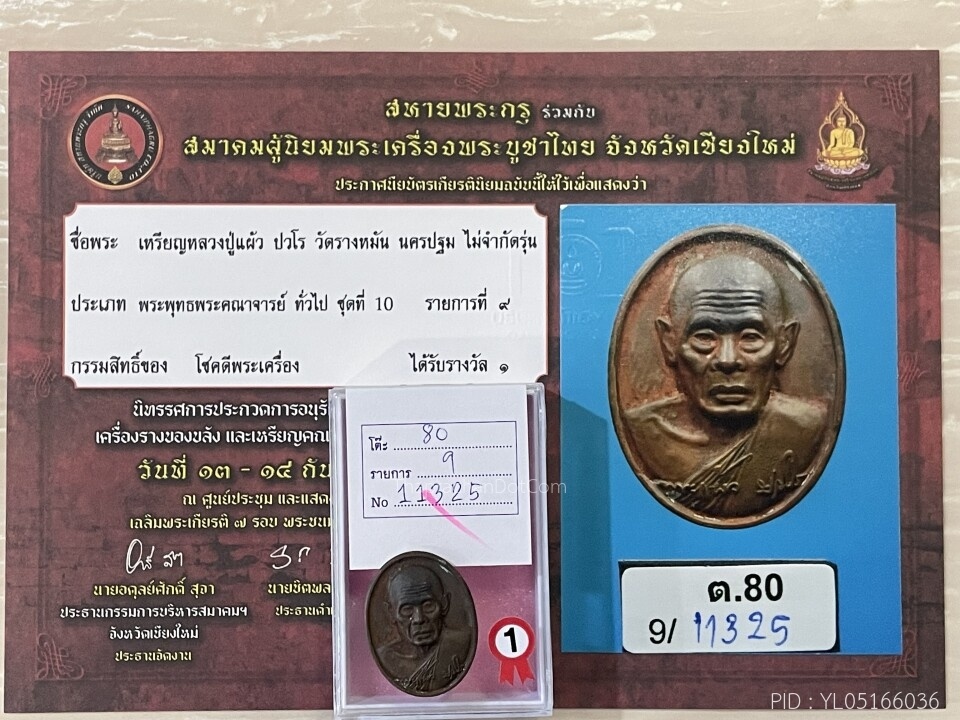 สหายพระกรุ ร่วมกับ
สมาคมผู้นิยมพระเครื่องพระบูชาไทย จังหวัดเชียงใหม่
ประกาศนียบัตรเกียรตินิยมฉบับนี้ให้ไว้เพื่อแสดงว่า
ชื่อพระ เหรียญหลวงปู่แผ้ว ปวโร วัดรางหมัน นครปฐม ไม่จำกัดรุ่น
ประเภท พระพุทธพระคณาจารย์ ทั่วไป ชุดที่ 10 รายการที่ ๙
กรรมสิทธิ์ของ โชคดีพระเครื่อง ได้รับรางวัล ๑
นิทรรศการประกวดการอนุรั
เครื่องรางของขลัง และเหรียญคณ
วันที่ ๑๓ - ๑๔ กัน
ณ ศูนย์ประชุม และแสด
เฉลิมพระเกียรติ ๗ รอบ พระชนม
นายอดุลย์ศักดิ์ สุจา
ประธานกรรมการบริหารสมาคมฯ
จังหวัดเชียงใหม่
ประธานจัดงาน
นายชิตพล
ประธานดำ
โต๊ะ 80
รายการ 9
No 11325
1
ต.80
9/ 11325
PID : YL05166036